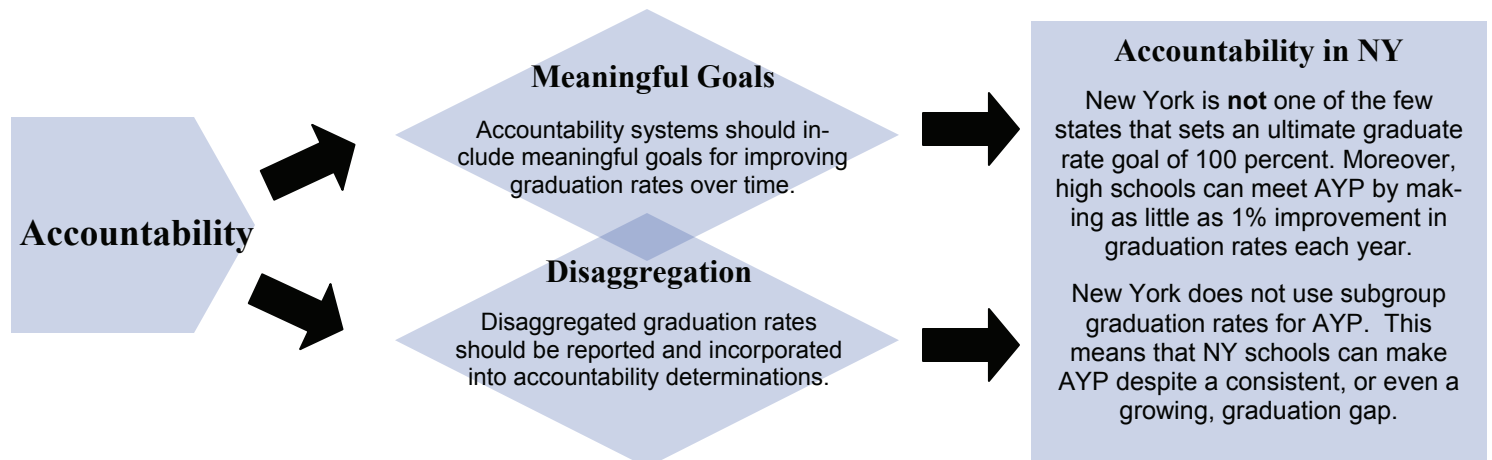 Accountability
Meaningful Goals
Accountability systems should in-
clude meaningful goals for improving
graduation rates over time.
Disaggregation
Disaggregated graduation rates
should be reported and incorporated
into accountability determinations.
Accountability in NY
New York is not one of the few
states that sets an ultimate graduate
rate goal of 100 percent. Moreover,
high schools can meet AYP by mak-
ing as little as 1% improvement in
graduation rates each year.
New York does not use subgroup
graduation rates for AYP.  This
means that NY schools can make
AYP despite a consistent, or even a
growing, graduation gap.